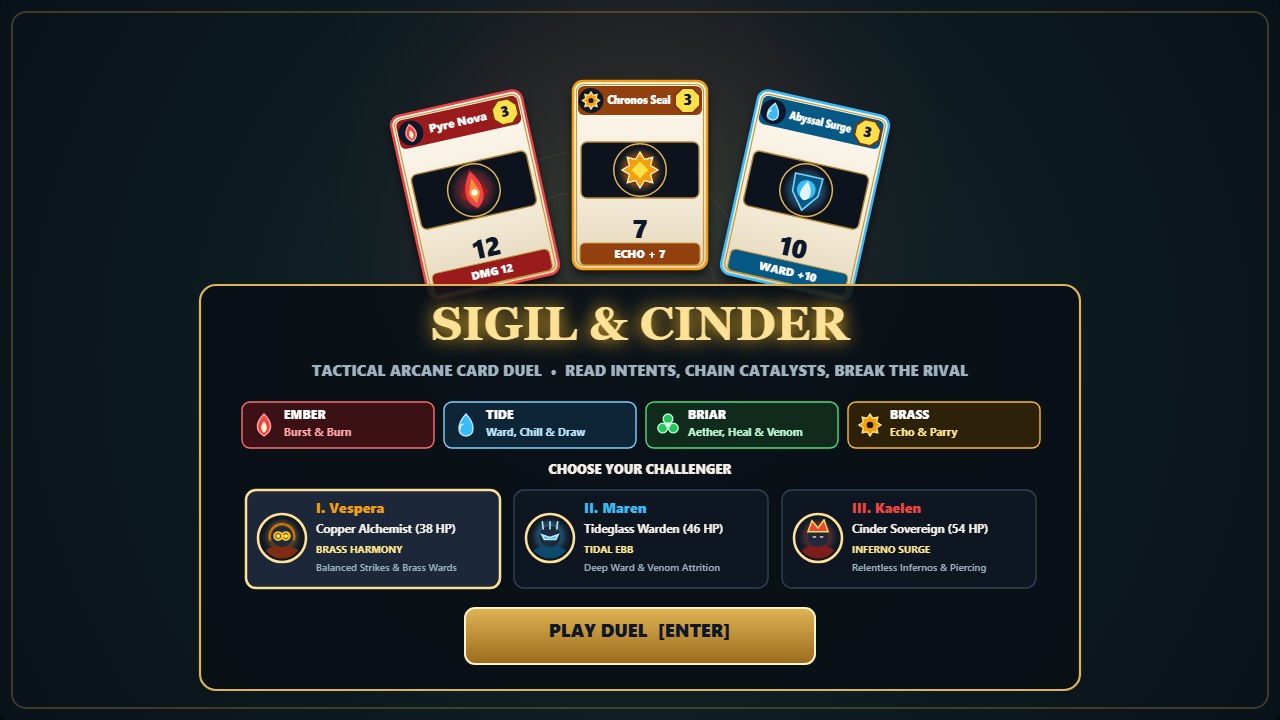 Pyre Nova 3
12
DMG 12
Chronos Seal 3
7
ECHO + 7
Abyssal Surge 3
10
WARD +10
SIGIL & CINDER
TACTICAL ARCANE CARD DUEL • READ INTENTS, CHAIN CATALYSTS, BREAK THE RIVAL
EMBER
Burst & Burn
TIDE
Ward, Chill & Draw
BRIAR
Aether, Heal & Venom
BRASS
Echo & Parry
CHOOSE YOUR CHALLENGER
I. Vespera
Copper Alchemist (38 HP)
BRASS HARMONY
Balanced Strikes & Brass Wards
II. Maren
Tideglass Warden (46 HP)
TIDAL EBB
Deep Ward & Venom Attrition
III. Kaelen
Cinder Sovereign (54 HP)
INFERNO SURGE
Relentless Infernos & Piercing
PLAY DUEL [ENTER]